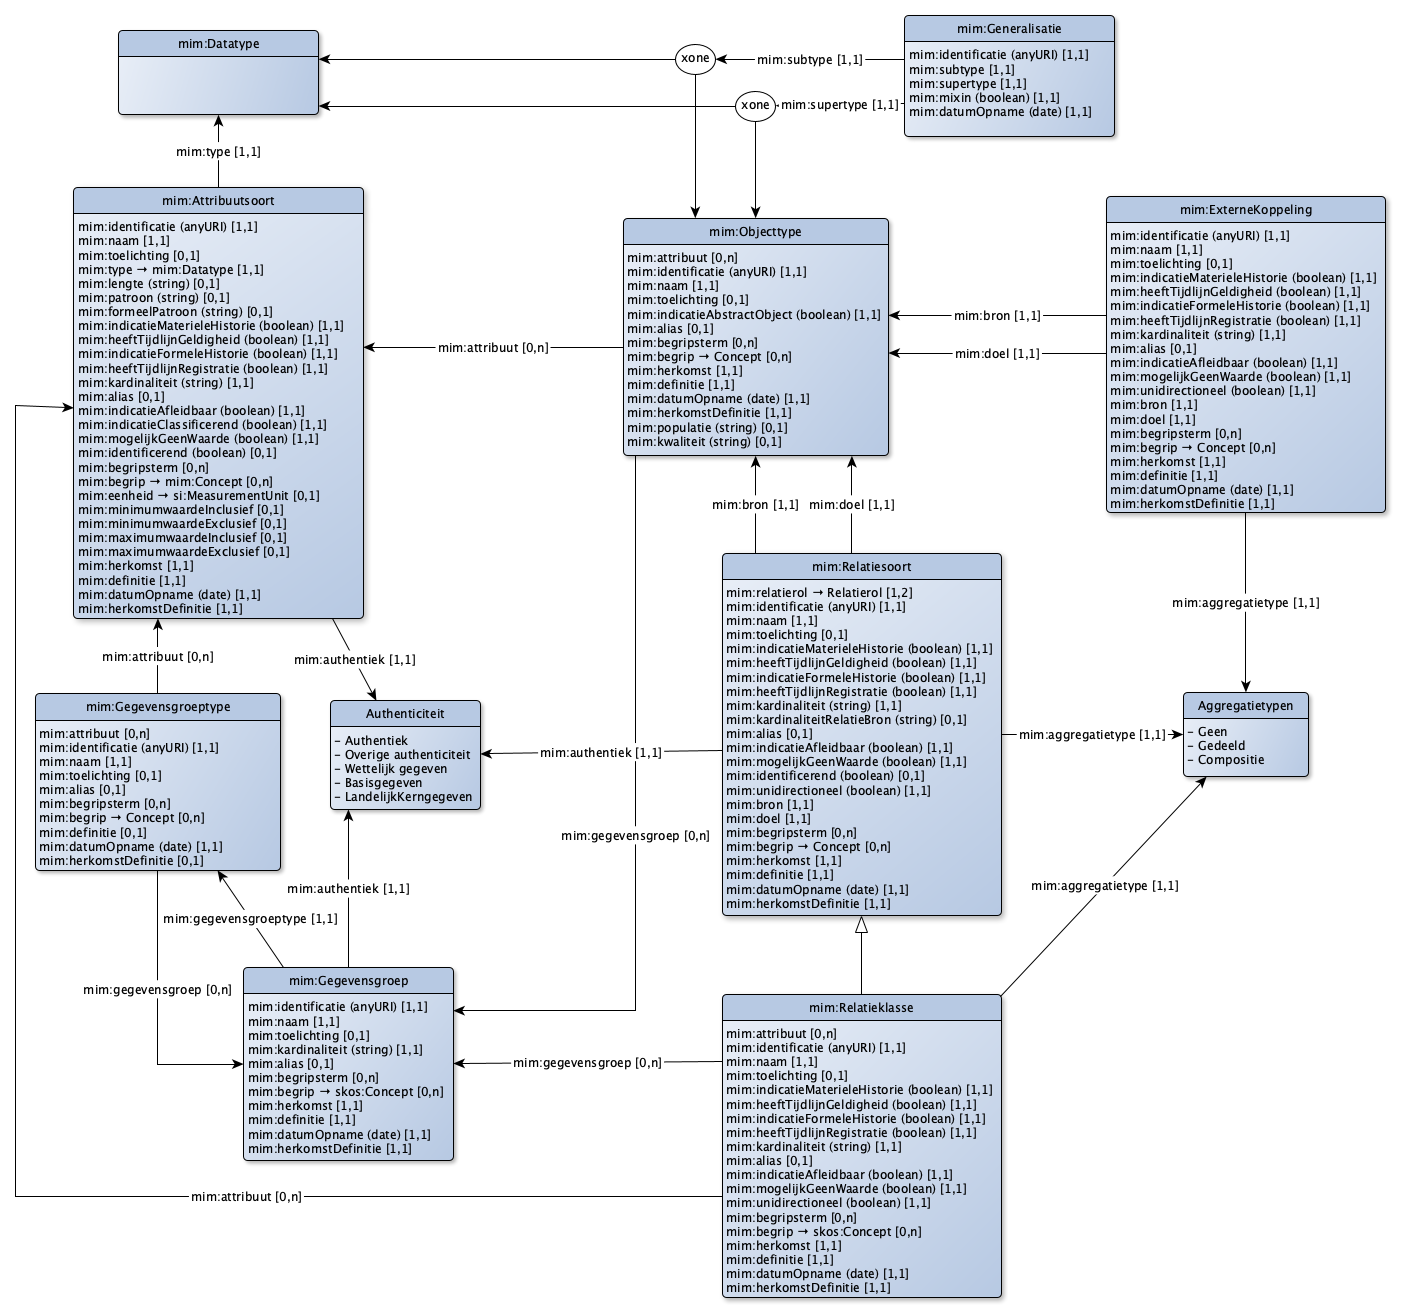 mim:Datatype
xone
mim:subtype [1,1]
xone
mim:supertype [1,1]
mim:Generalisatie
mim:identificatie (anyURI) [1,1]
mim:subtype [1,1]
mim:supertype [1,1]
mim:mixin (boolean) [1,1]
mim:datumOpname (date) [1,1]
mim:type [1,1]
mim:Attribuutsoort
mim:identificatie (anyURI) [1,1]
mim:naam [1,1]
mim:toelichting [0,1]
mim:type → mim:Datatype [1,1]
mim:lengte (string) [0,1]
mim:patroon (string) [0,1]
mim:formeelPatroon (string) [0,1]
mim:indicatieMaterieleHistorie (boolean) [1,1]
mim:heeftTijdlijnGeldigheid (boolean) [1,1]
mim:indicatieFormeleHistorie (boolean) [1,1]
mim:heeftTijdlijnRegistratie (boolean) [1,1]
mim:kardinaliteit (string) [1,1]
mim:alias [0,1]
mim:indicatieAfleidbaar (boolean) [1,1]
mim:indicatieClassificerend (boolean) [1,1]
mim:mogelijkGeenWaarde (boolean) [1,1]
mim:identificerend (boolean) [0,1]
mim:begripsterm [0,n]
mim:begrip → mim:Concept [0,n]
mim:eenheid → si:MeasurementUnit [0,1]
mim:minimumwaardeInclusief [0,1]
mim:minimumwaardeExclusief [0,1]
mim:maximumwaardeInclusief [0,1]
mim:maximumwaardeExclusief [0,1]
mim:herkomst [1,1]
mim:definitie [1,1]
mim:datumOpname (date) [1,1]
mim:herkomstDefinitie [1,1]
mim:attribuut [0,n]
mim:Objecttype
mim:attribuut [0,n]
mim:identificatie (anyURI) [1,1]
mim:naam [1,1]
mim:toelichting [0,1]
mim:indicatieAbstractObject (boolean) [1,1]
mim:alias [0,1]
mim:begripsterm [0,n]
mim:begrip → Concept [0,n]
mim:herkomst [1,1]
mim:definitie [1,1]
mim:datumOpname (date) [1,1]
mim:herkomstDefinitie [1,1]
mim:populatie (string) [0,1]
mim:kwaliteit (string) [0,1]
mim:bron [1,1]
mim:doel [1,1]
mim:ExterneKoppeling
mim:identificatie (anyURI) [1,1]
mim:naam [1,1]
mim:toelichting [0,1]
mim:indicatieMaterieleHistorie (boolean) [1,1]
mim:heeftTijdlijnGeldigheid (boolean) [1,1]
mim:indicatieFormeleHistorie (boolean) [1,1]
mim:heeftTijdlijnRegistratie (boolean) [1,1]
mim:kardinaliteit (string) [1,1]
mim:alias [0,1]
mim:indicatieAfleidbaar (boolean) [1,1]
mim:mogelijkGeenWaarde (boolean) [1,1]
mim:unidirectioneel (boolean) [1,1]
mim:bron [1,1]
mim:doel [1,1]
mim:begripsterm [0,n]
mim:begrip → Concept [0,n]
mim:herkomst [1,1]
mim:definitie [1,1]
mim:datumOpname (date) [1,1]
mim:herkomstDefinitie [1,1]
mim:bron [1,1]
mim:doel [1,1]
mim:aggregatietype [1,1]
mim:attribuut [0,n]
mim:authentiek [1,1]
mim:Relatiesoort
mim:relatierol → Relatierol [1,2]
mim:identificatie (anyURI) [1,1]
mim:naam [1,1]
mim:toelichting [0,1]
mim:indicatieMaterieleHistorie (boolean) [1,1]
mim:heeftTijdlijnGeldigheid (boolean) [1,1]
mim:indicatieFormeleHistorie (boolean) [1,1]
mim:heeftTijdlijnRegistratie (boolean) [1,1]
mim:kardinaliteit (string) [1,1]
mim:kardinaliteitRelatieBron (string) [0,1]
mim:alias [0,1]
mim:indicatieAfleidbaar (boolean) [1,1]
mim:mogelijkGeenWaarde (boolean) [1,1]
mim:identificerend (boolean) [0,1]
mim:unidirectioneel (boolean) [1,1]
mim:bron [1,1]
mim:doel [1,1]
mim:begripsterm [0,n]
mim:begrip → Concept [0,n]
mim:herkomst [1,1]
mim:definitie [1,1]
mim:datumOpname (date) [1,1]
mim:herkomstDefinitie [1,1]
mim:Gegevensgroeptype
mim:attribuut [0,n]
mim:identificatie (anyURI) [1,1]
mim:naam [1,1]
mim:toelichting [0,1]
mim:alias [0,1]
mim:begripsterm [0,n]
mim:begrip → Concept [0,n]
mim:definitie [0,1]
mim:datumOpname (date) [1,1]
mim:herkomstDefinitie [0,1]
Authenticiteit
– Authentiek
– Overige authenticiteit
– Wettelijk gegeven
– Basisgegeven
– LandelijkKerngegeven
mim:authentiek [1,1]
mim:aggregatietype [1,1]
Aggregatietypen
– Geen
– Gedeeld
– Compositie
mim:gegevensgroep [0,n]
mim:authentiek [1,1]
mim:aggregatietype [1,1]
mim:gegevensgroeptype [1,1]
mim:gegevensgroep [0,n]
mim:Gegevensgroep
mim:identificatie (anyURI) [1,1]
mim:naam [1,1]
mim:toelichting [0,1]
mim:kardinaliteit (string) [1,1]
mim:alias [0,1]
mim:begripsterm [0,n]
mim:begrip → skos:Concept [0,n]
mim:herkomst [1,1]
mim:definitie [1,1]
mim:datumOpname (date) [1,1]
mim:herkomstDefinitie [1,1]
mim:gegevensgroep [0,n]
mim:Relatieklasse
mim:attribuut [0,n]
mim:identificatie (anyURI) [1,1]
mim:naam [1,1]
mim:toelichting [0,1]
mim:indicatieMaterieleHistorie (boolean) [1,1]
mim:heeftTijdlijnGeldigheid (boolean) [1,1]
mim:indicatieFormeleHistorie (boolean) [1,1]
mim:heeftTijdlijnRegistratie (boolean) [1,1]
mim:kardinaliteit (string) [1,1]
mim:alias [0,1]
mim:indicatieAfleidbaar (boolean) [1,1]
mim:mogelijkGeenWaarde (boolean) [1,1]
mim:unidirectioneel (boolean) [1,1]
mim:begripsterm [0,n]
mim:begrip → skos:Concept [0,n]
mim:herkomst [1,1]
mim:definitie [1,1]
mim:datumOpname (date) [1,1]
mim:herkomstDefinitie [1,1]
mim:attribuut [0,n]